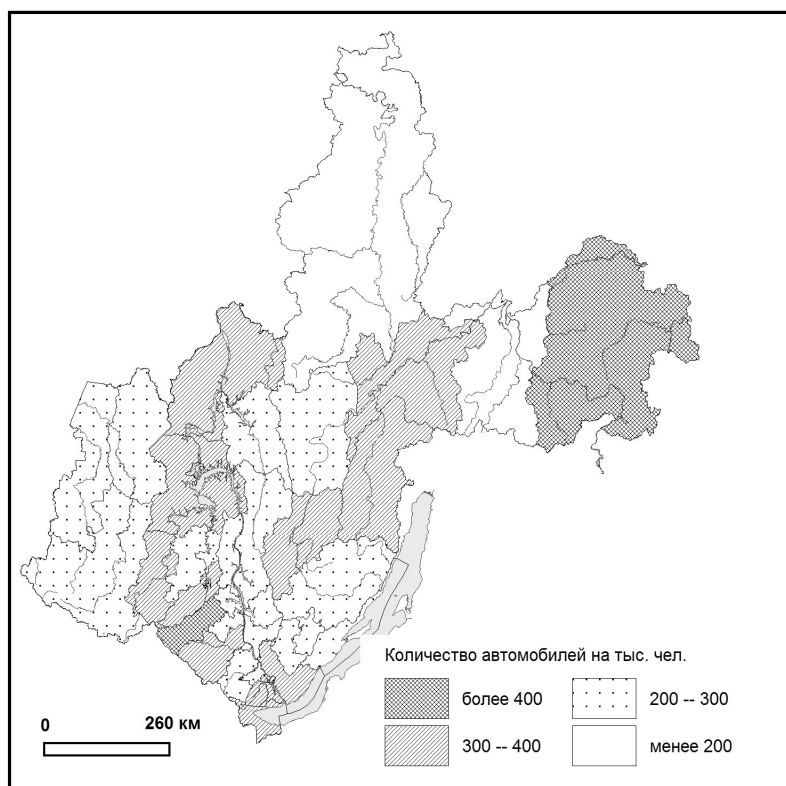 Количество автомобилей на тыс. чел.
более 400
200 -- 300
300 -- 400
менее 200
0
260 км